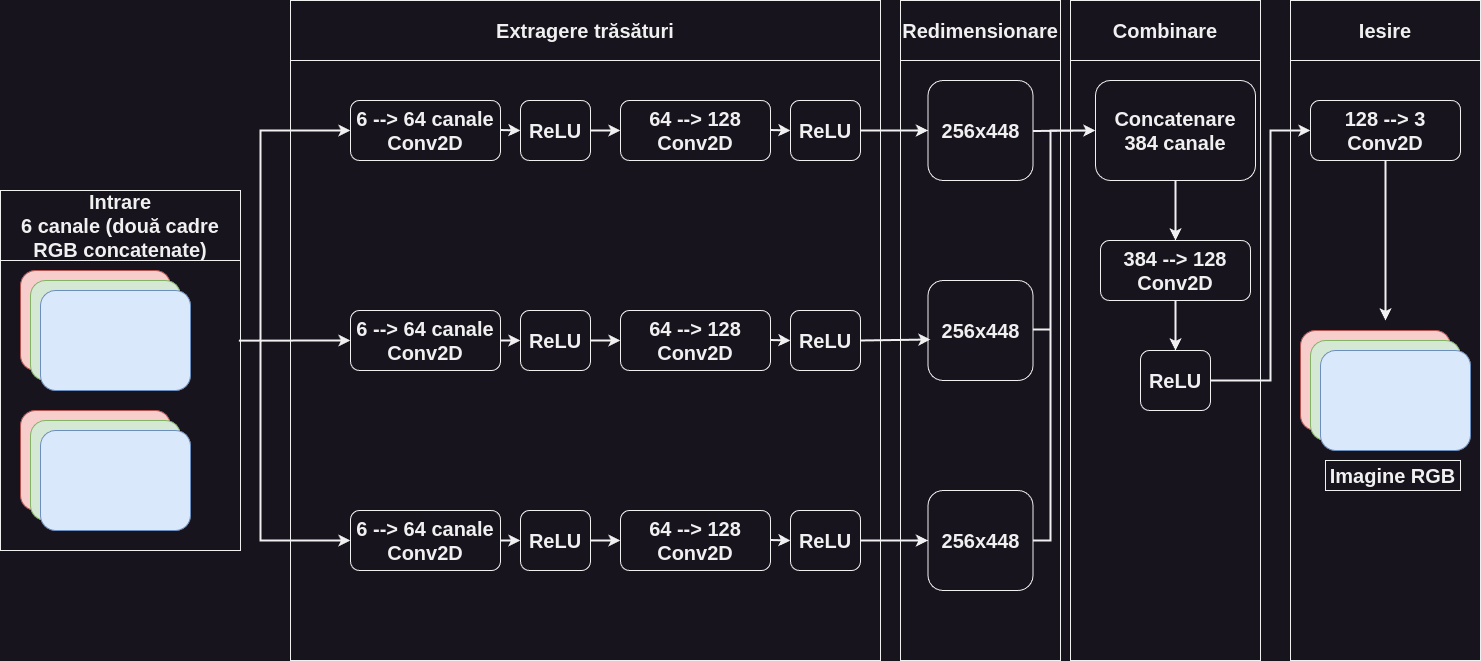 Extragere trăsături
Redimensionare
Combinare
Iesire
Intrare
6 canale (două cadre
RGB concatenate)
6 --> 64 canale
Conv2D
ReLU
64 --> 128
Conv2D
ReLU
256x448
Concatenare
384 canale
128 --> 3
Conv2D
384 --> 128
Conv2D
6 --> 64 canale
Conv2D
ReLU
64 --> 128
Conv2D
ReLU
256x448
ReLU
Imagine RGB
6 --> 64 canale
Conv2D
ReLU
64 --> 128
Conv2D
ReLU
256x448